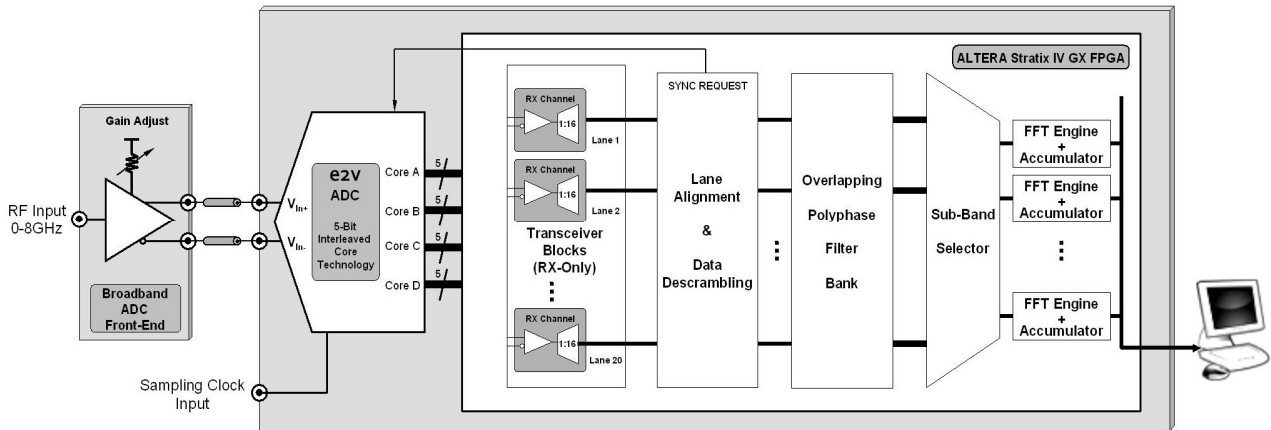 RF Input
0-8GHz
Gain Adjust
Broadband
ADC
Front-End
Sampling Clock
Input
VIn+
VIn-
e2v
ADC
5-Bit
Interleaved
Core
Technology
Core A
Core B
Core C
Core D
5
5
5
5
ALTERA Stratix IV GX FPGA
RX Channel
1:16
Lane 1
RX Channel
1:16
Lane 2
Transceiver
Blocks
(RX-Only)
RX Channel
1:16
Lane 20
SYNC REQUEST
Lane
Alignment
&
Data
Descrambling
Overlapping
Polyphase
Filter
Bank
Sub-Band
Selector
FFT Engine
+
Accumulator
FFT Engine
+
Accumulator
FFT Engine
+
Accumulator